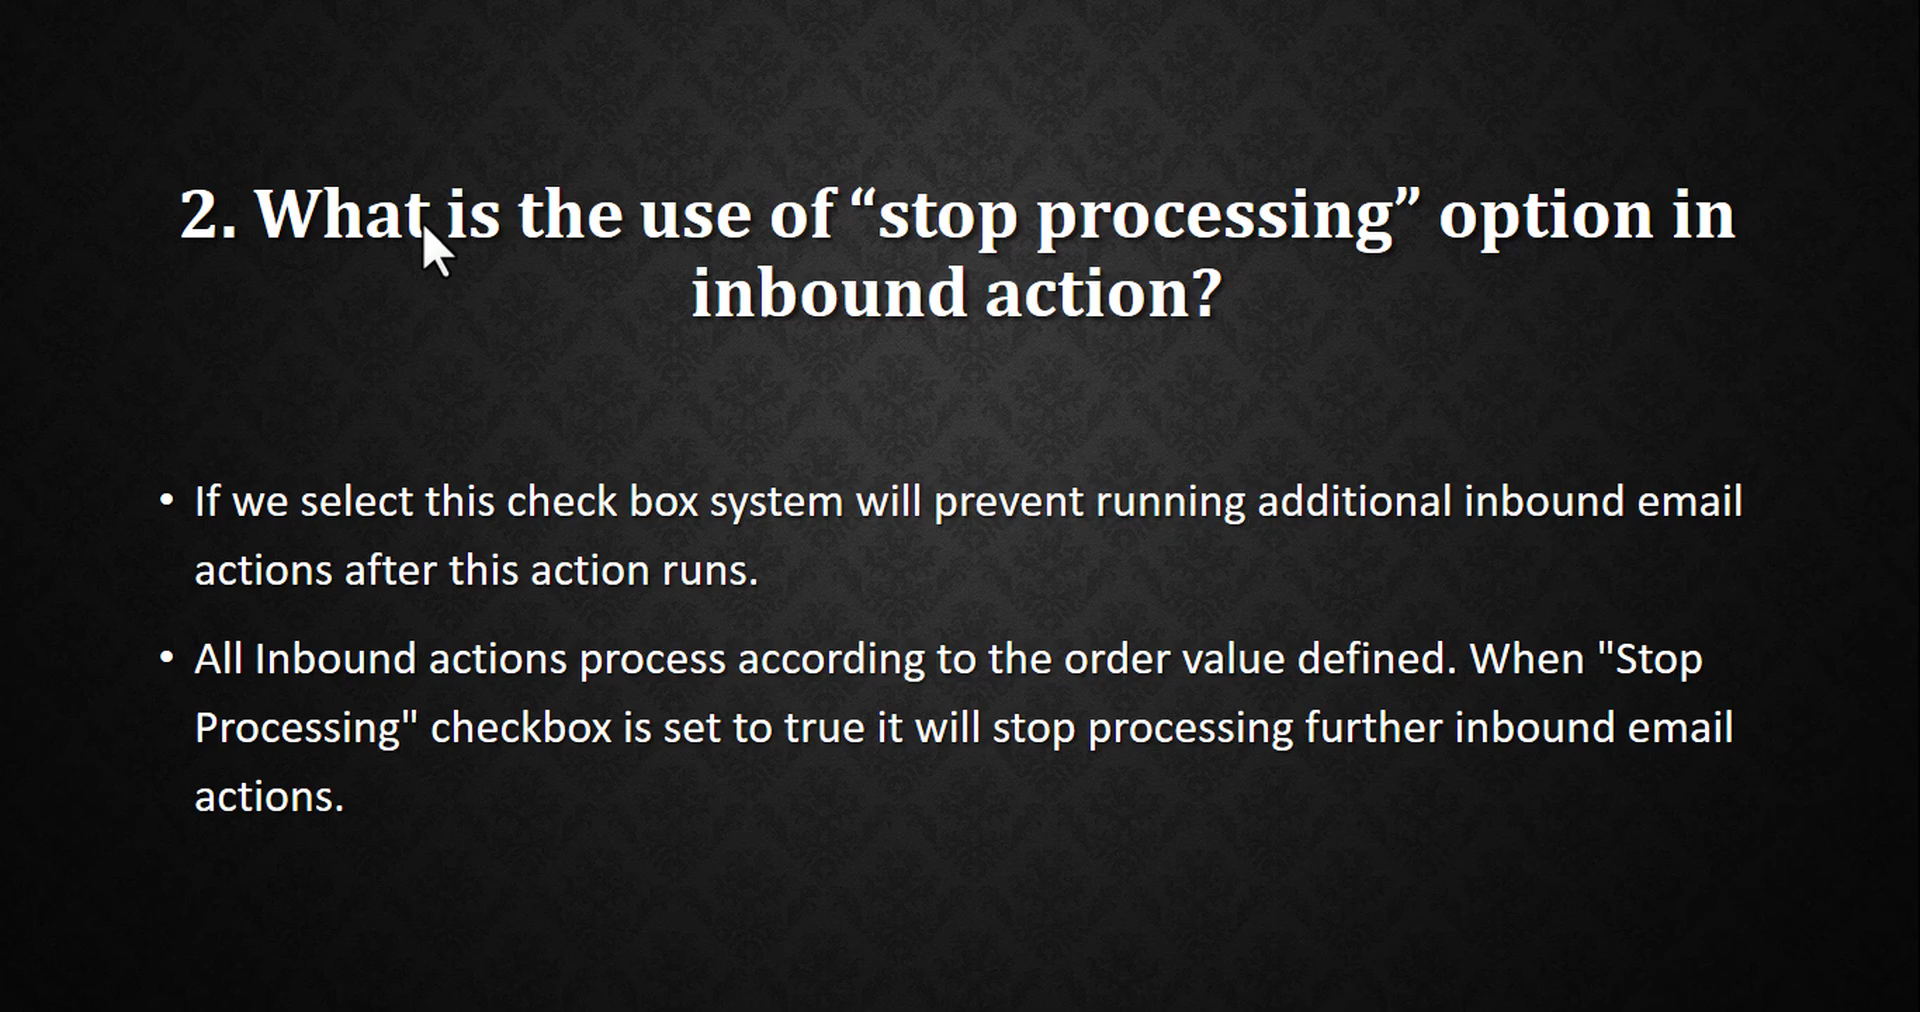 2. What is the use of “stop processing” option in
inbound action?
• If we select this check box system will prevent running additional inbound email
actions after this action runs.
• All Inbound actions process according to the order value defined. When "Stop
Processing" checkbox is set to true it will stop processing further inbound email
actions.